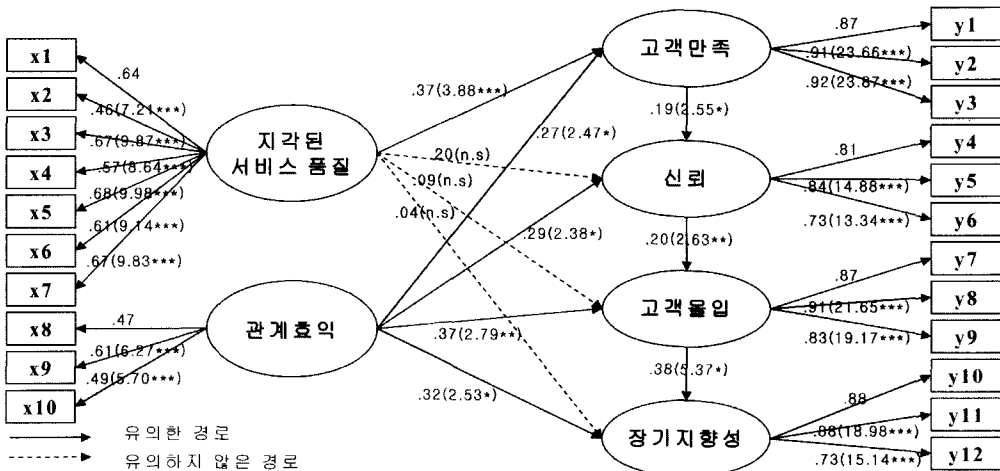 x1
x2
x3
x4
x5
x6
x7
x8
x9
x10
.64
.46(7.21***)
.67(9.87***)
.57(8.64***)
.68(9.98***)
.61(9.14***)
.67(9.83***)
.47
.61(6.27***)
.49(5.70***)
지각된
서비스 품질
관계효익
.37(3.88***)
.27(2.47*)
.20(n.s)
.09(n.s)
.04(n.s)
.29(2.38*)
.37(2.79**)
.32(2.53*)
고객만족
.19(2.55*)
신뢰
.20(2.63**)
고객몰입
.38(5.37*)
장기지향성
.87
.91(23.66***)
.92(23.87***)
.81
.84(14.88***)
.73(13.34***)
.87
.91(21.65***)
.83(19.17***)
.88
.88(18.98***)
.73(15.14***)
y1
y2
y3
y4
y5
y6
y7
y8
y9
y10
y11
y12
유의한 경로
유의하지 않은 경로